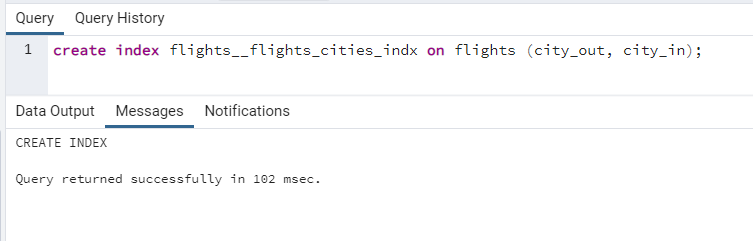 Query Query History
1 create index flights__flights_cities_indx on flights (city_out, city_in);
Data Output Messages Notifications
CREATE INDEX
Query returned successfully in 102 msec.